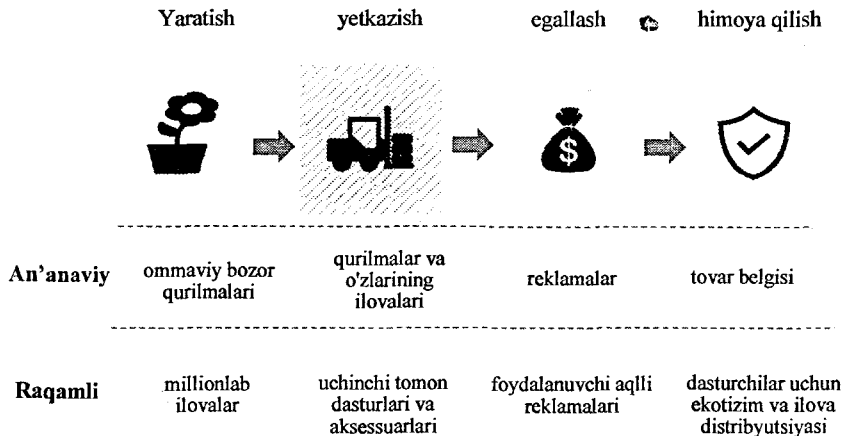 Yaratish yetkazish egallash himoya qilish
$
An'anaviy
ommaviy bozor
qurilmalari
qurilmalar va
o'zlarining
ilovalari
reklamalar
tovar belgisi
Raqamli
millionlab
ilovalar
uchinchi tomon
dasturlari va
aksessuarlari
foydalanuvchi aqlli
reklamalari
dasturchilar uchun
ekotizim va ilova
distribyutsiyasi